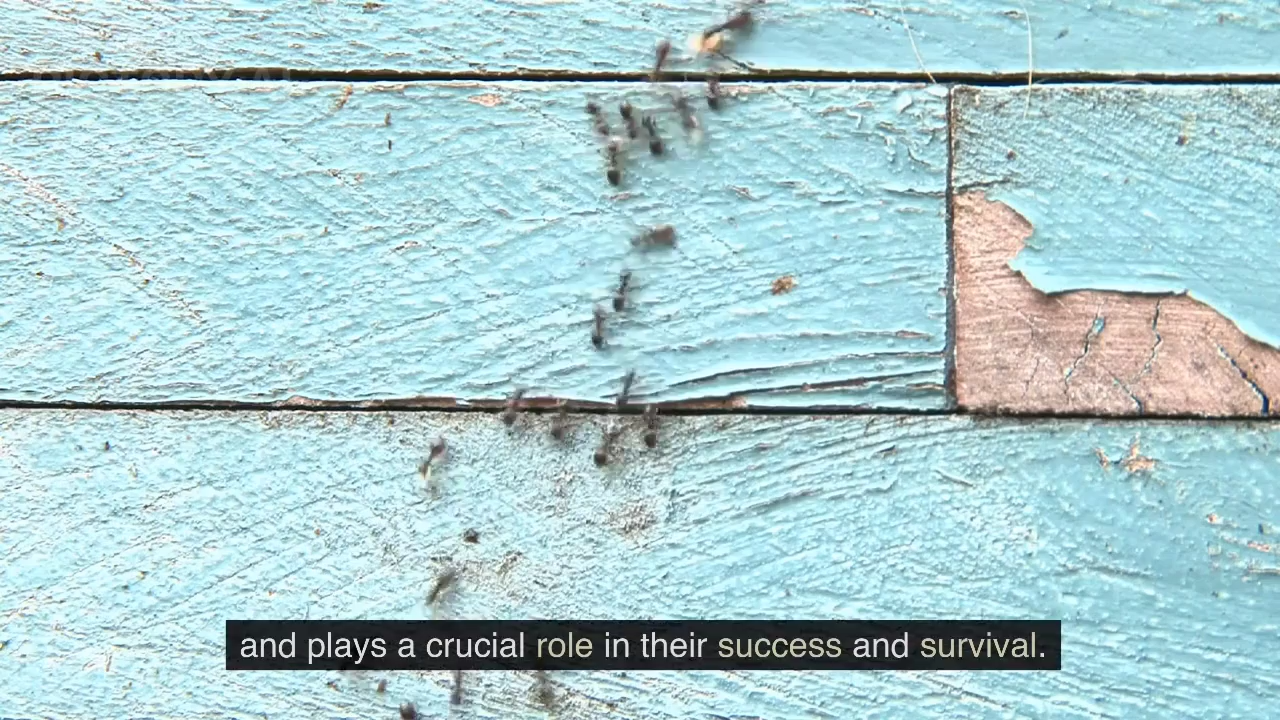 and plays a crucial role in their success and survival.